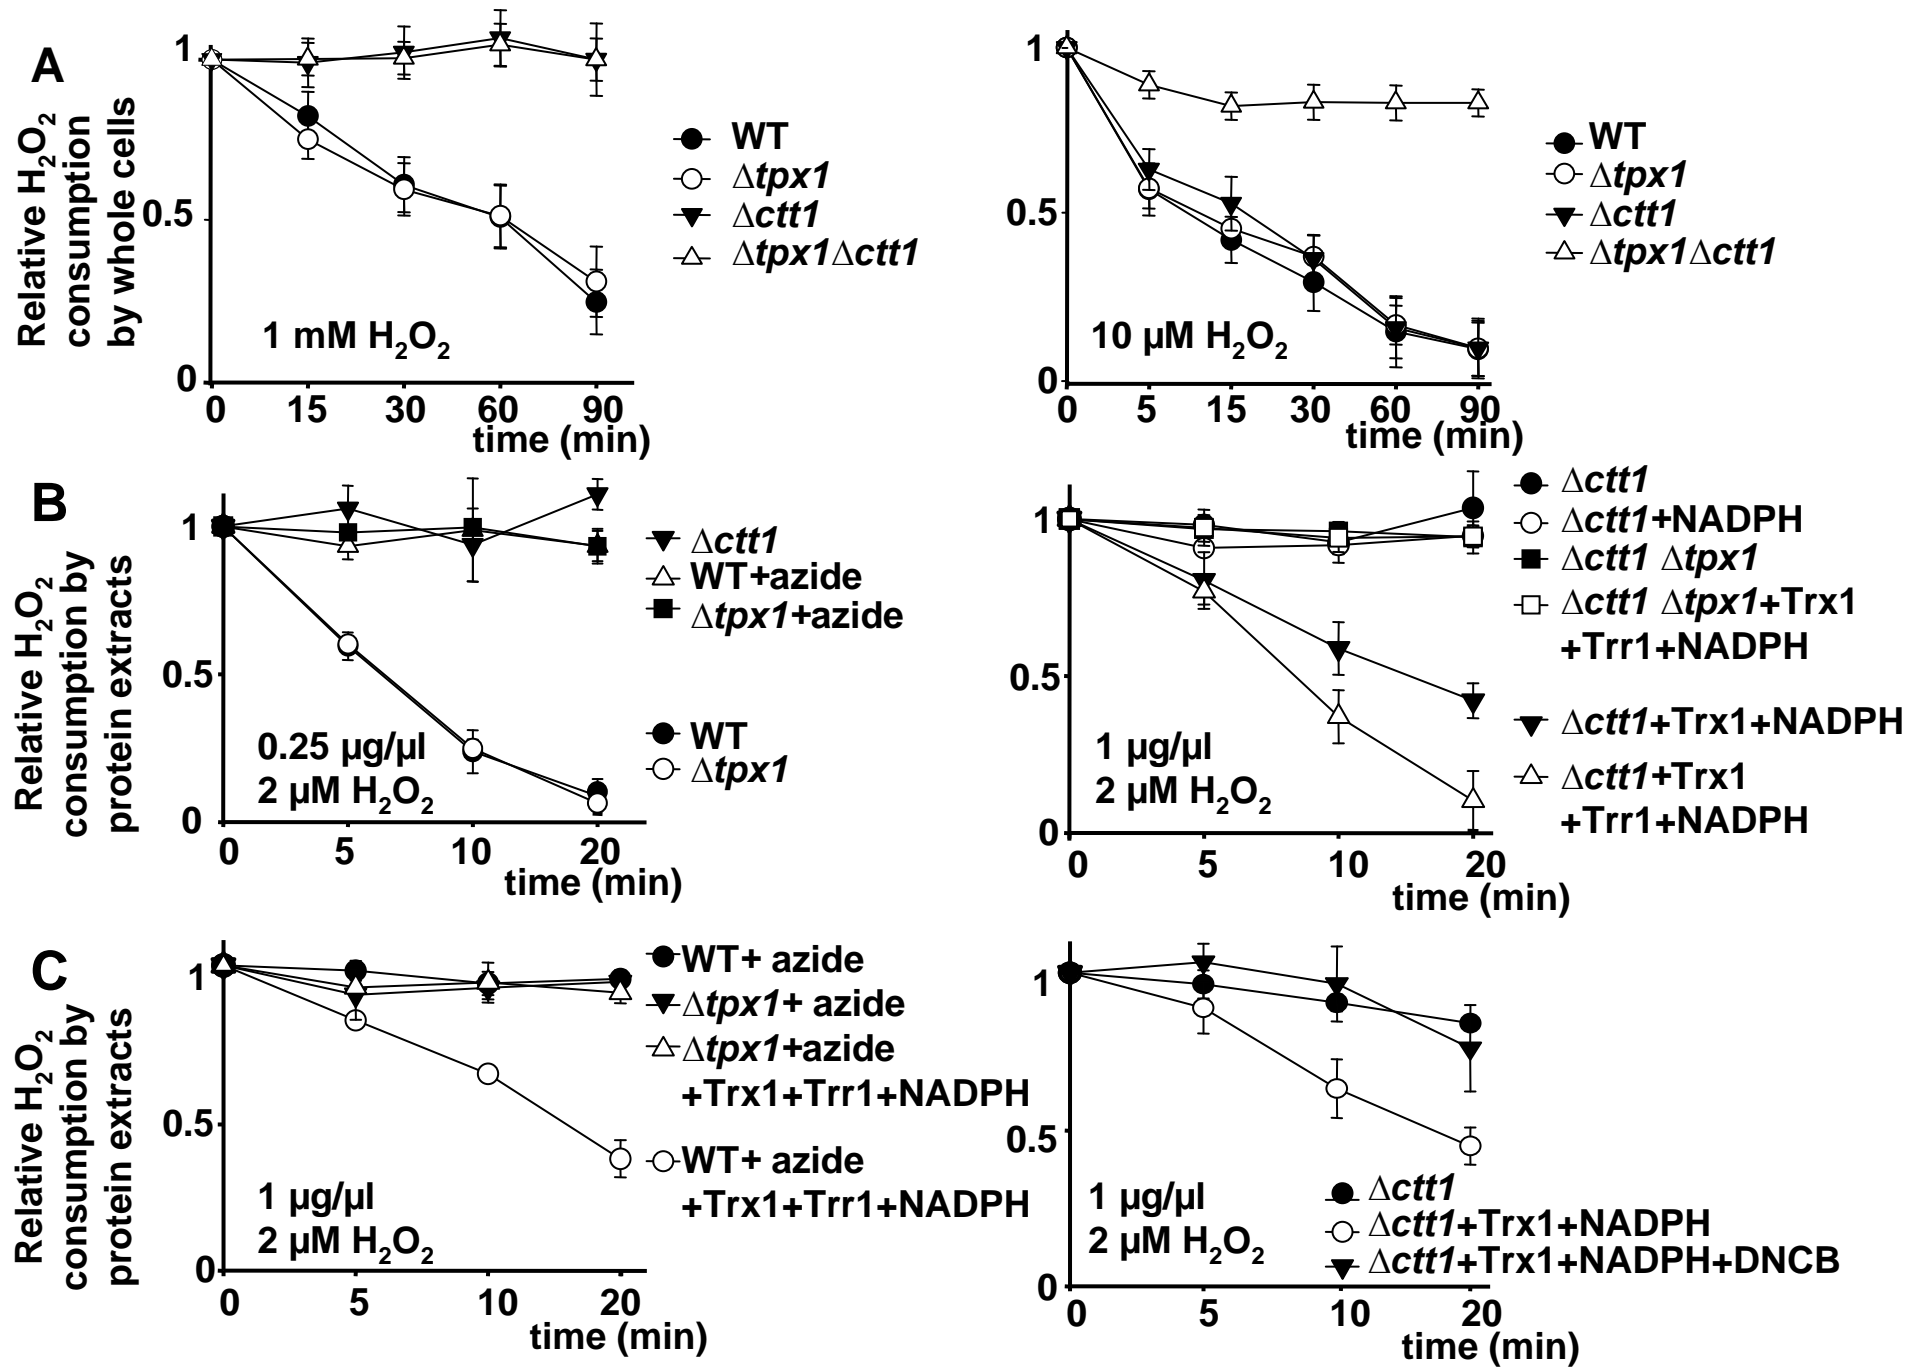 A
Relative H2O2
consumption
by whole cells
1
0.5
0
1 mM H2O2
0 15 30 60 90
time (min)
WT
Δtpx1
Δctt1
Δtpx1Δctt1
1
0.5
0
10 µM H2O2
0 5 15 30 60 90
time (min)
WT
Δtpx1
Δctt1
Δtpx1Δctt1
B
Relative H2O2
consumption by
protein extracts
1
0.5
0
0.25 µg/µl
2 µM H2O2
0 5 10 20
time (min)
Δctt1
WT+azide
Δtpx1+azide
WT
Δtpx1
1
0.5
0
1 µg/µl
2 µM H2O2
0 5 10 20
time (min)
Δctt1
Δctt1+NADPH
Δctt1 Δtpx1
Δctt1 Δtpx1+Trx1
+Trr1+NADPH
Δctt1+Trx1+NADPH
Δctt1+Trx1
+Trr1+NADPH
C
Relative H2O2
consumption by
protein extracts
1
0.5
0
1 µg/µl
2 µM H2O2
0 5 10 20
time (min)
WT+ azide
Δtpx1+ azide
Δtpx1+azide
+Trx1+Trr1+NADPH
WT+ azide
+Trx1+Trr1+NADPH
1
0.5
0
1 µg/µl
2 µM H2O2
0 5 10 20
time (min)
Δctt1
Δctt1+Trx1+NADPH
Δctt1+Trx1+NADPH+DNCB